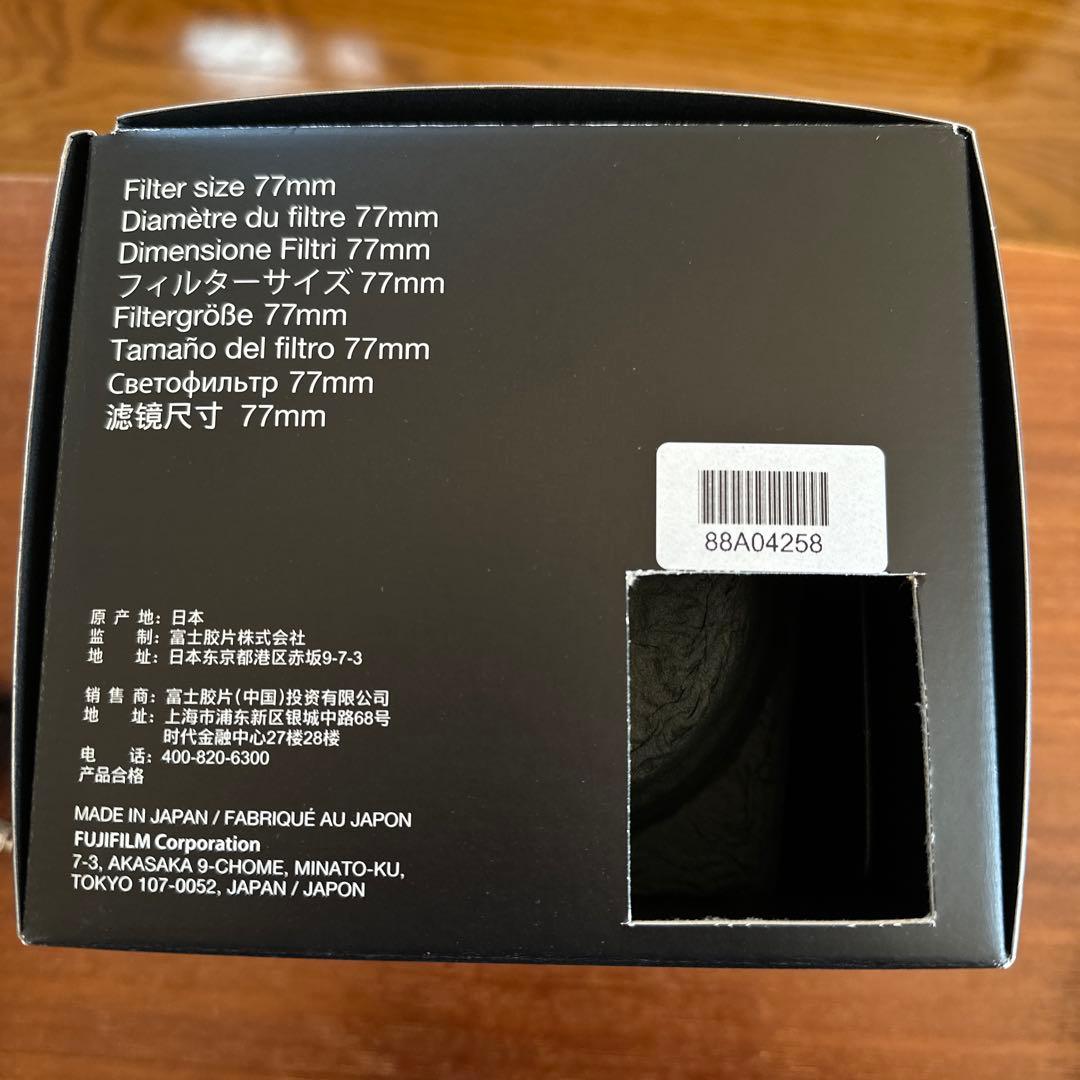 Filter size 77mm
Diamètre du filtre 77mm
Dimensione Filtri 77mm
フィルターサイズ 77mm
Filtergröße 77mm
Tamaño del filtro 77mm
Светофильтр 77mm
滤镜尺寸 77mm
88A04258
原产地：日本
监制：富士胶片株式会社
地址：日本东京都港区赤坂9-7-3
销售商：富士胶片(中国)投资有限公司
地址：上海市浦东新区银城中路68号
时代金融中心27楼28楼
电话：400-820-6300
产品合格
MADE IN JAPAN / FABRIQUÉ AU JAPON
FUJIFILM Corporation
7-3, AKASAKA 9-CHOME, MINATO-KU,
TOKYO 107-0052, JAPAN / JAPON